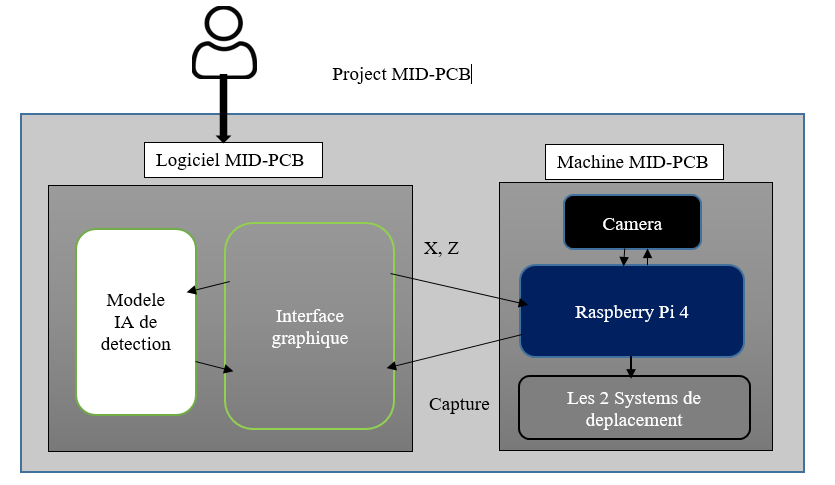 Project MID-PCB
Logiciel MID-PCB
Machine MID-PCB
Camera
X, Z
Modele
IA de
detection
Interface
graphique
Raspberry Pi 4
Capture
Les 2 Systems de
deplacement